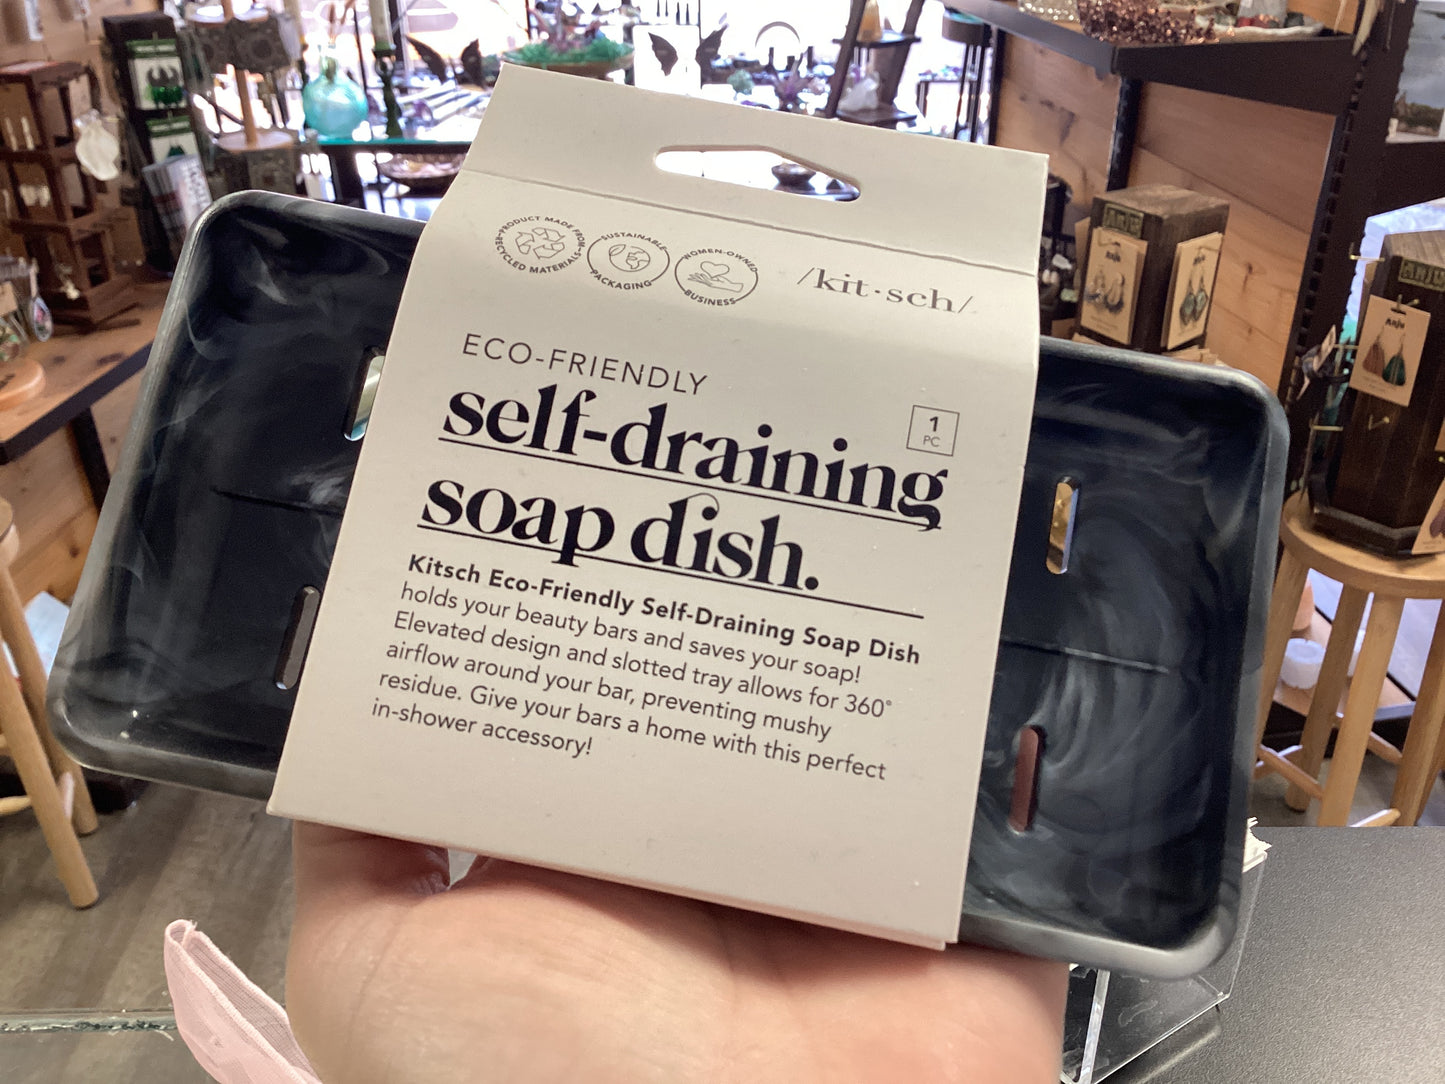 PRODUCT MADE FROM
RECYCLED MATERIALS
SUSTAINABLE
PACKAGING
WOMEN-OWNED
BUSINESS
/kit·sch/
ECO-FRIENDLY
self-draining
1
PC
soap dish.
Kitsch Eco-Friendly Self-Draining Soap Dish
holds your beauty bars and saves your soap!
Elevated design and slotted tray allows for 360°
airflow around your bar, preventing mushy
residue. Give your bars a home with this perfect
in-shower accessory!
Anju